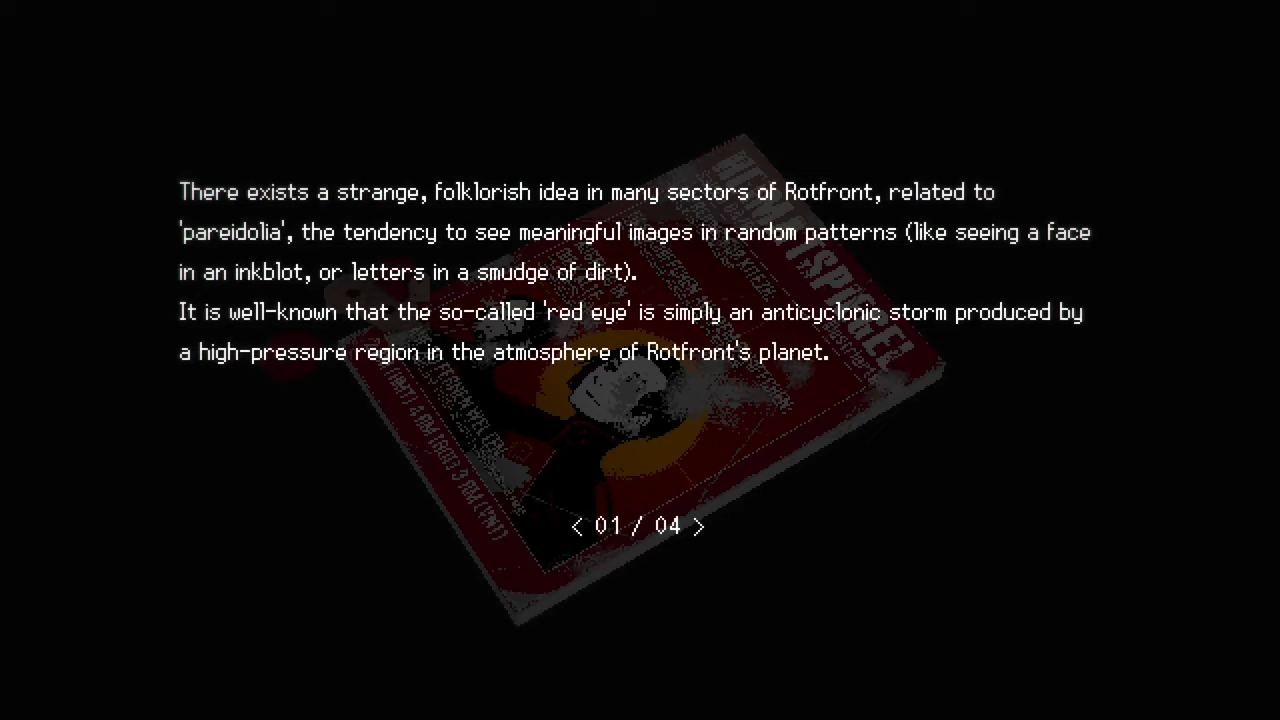 There exists a strange, folklorish idea in many sectors of Rotfront, related to
'pareidolia', the tendency to see meaningful images in random patterns (like seeing a face
in an inkblot, or letters in a smudge of dirt).
It is well-known that the so-called 'red eye' is simply an anticyclonic storm produced by
a high-pressure region in the atmosphere of Rotfront's planet.
< 01 / 04 >